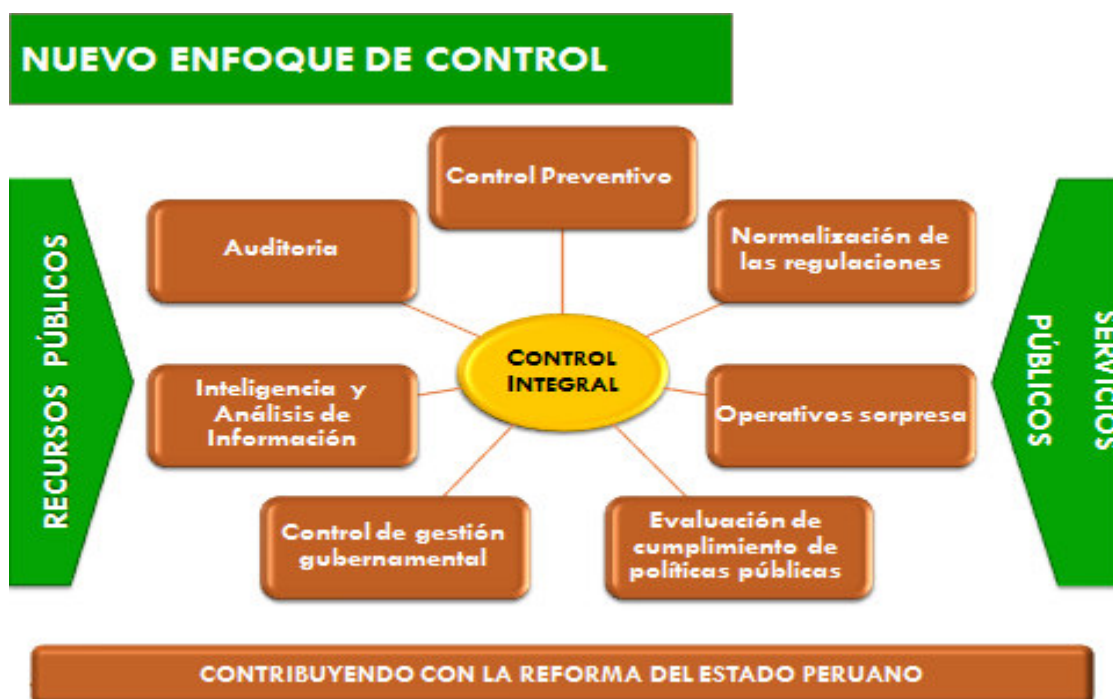 NUEVO ENFOQUE DE CONTROL
Control Preventivo
Auditoria
Normalización de
las regulaciones
RECURSOS PÚBLICOS
CONTROL
INTEGRAL
SERVICIOS
PÚBLICOS
Inteligencia y
Análisis de
Información
Operativos sorpresa
Control de gestión
gubernamental
Evaluación de
cumplimiento de
políticas públicas
CONTRIBUYENDO CON LA REFORMA DEL ESTADO PERUANO